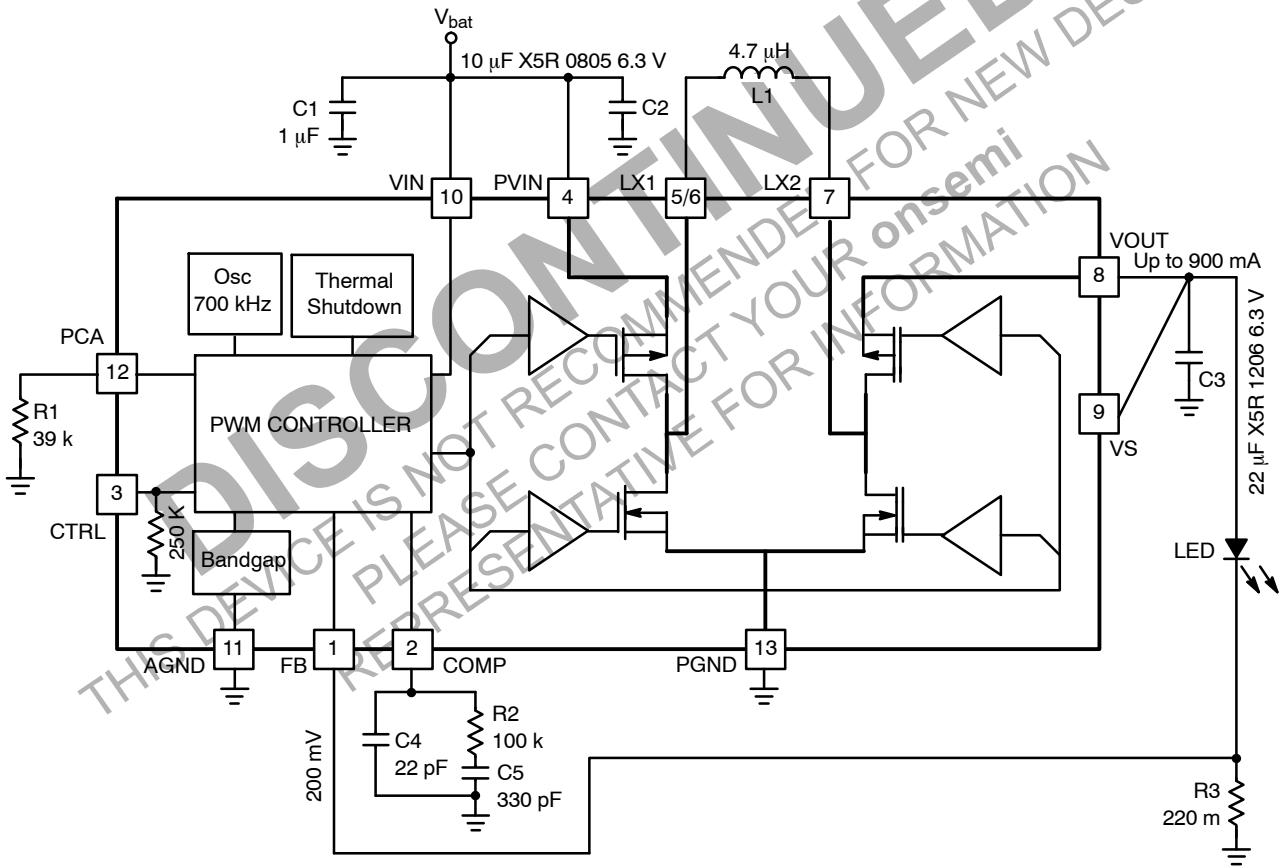 V_bat
10 μF X5R 0805 6.3 V
C1
1 μF
C2
4.7 μH
L1
VIN
10
PVIN
4
LX1
5/6
LX2
7
Osc
700 kHz
Thermal
Shutdown
VOUT
8
Up to 900 mA
PCA
12
R1
39 k
PWM CONTROLLER
3
CTRL
250 K
Bandgap
9
VS
C3
22 μF X5R 1206 6.3 V
LED
11
AGND
FB
1
2
COMP
PGND
13
200 mV
C4
22 pF
R2
100 k
C5
330 pF
R3
220 m
DISCONTINUED
THIS DEVICE IS NOT RECOMMENDED FOR NEW DES
PLEASE CONTACT YOUR onsemi
REPRESENTATIVE FOR INFORMATION